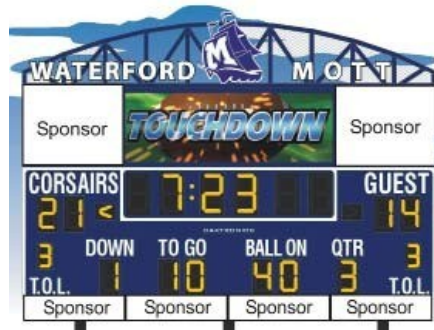 WATERFORD M MOTT
Sponsor TOUCHDOWN Sponsor
CORSAIRS 7:23 GUEST
21 < 14
DAKTRONICS
3 DOWN TO GO BALL ON QTR 3
T.O.L. 1 10 40 3 T.O.L.
Sponsor Sponsor Sponsor Sponsor